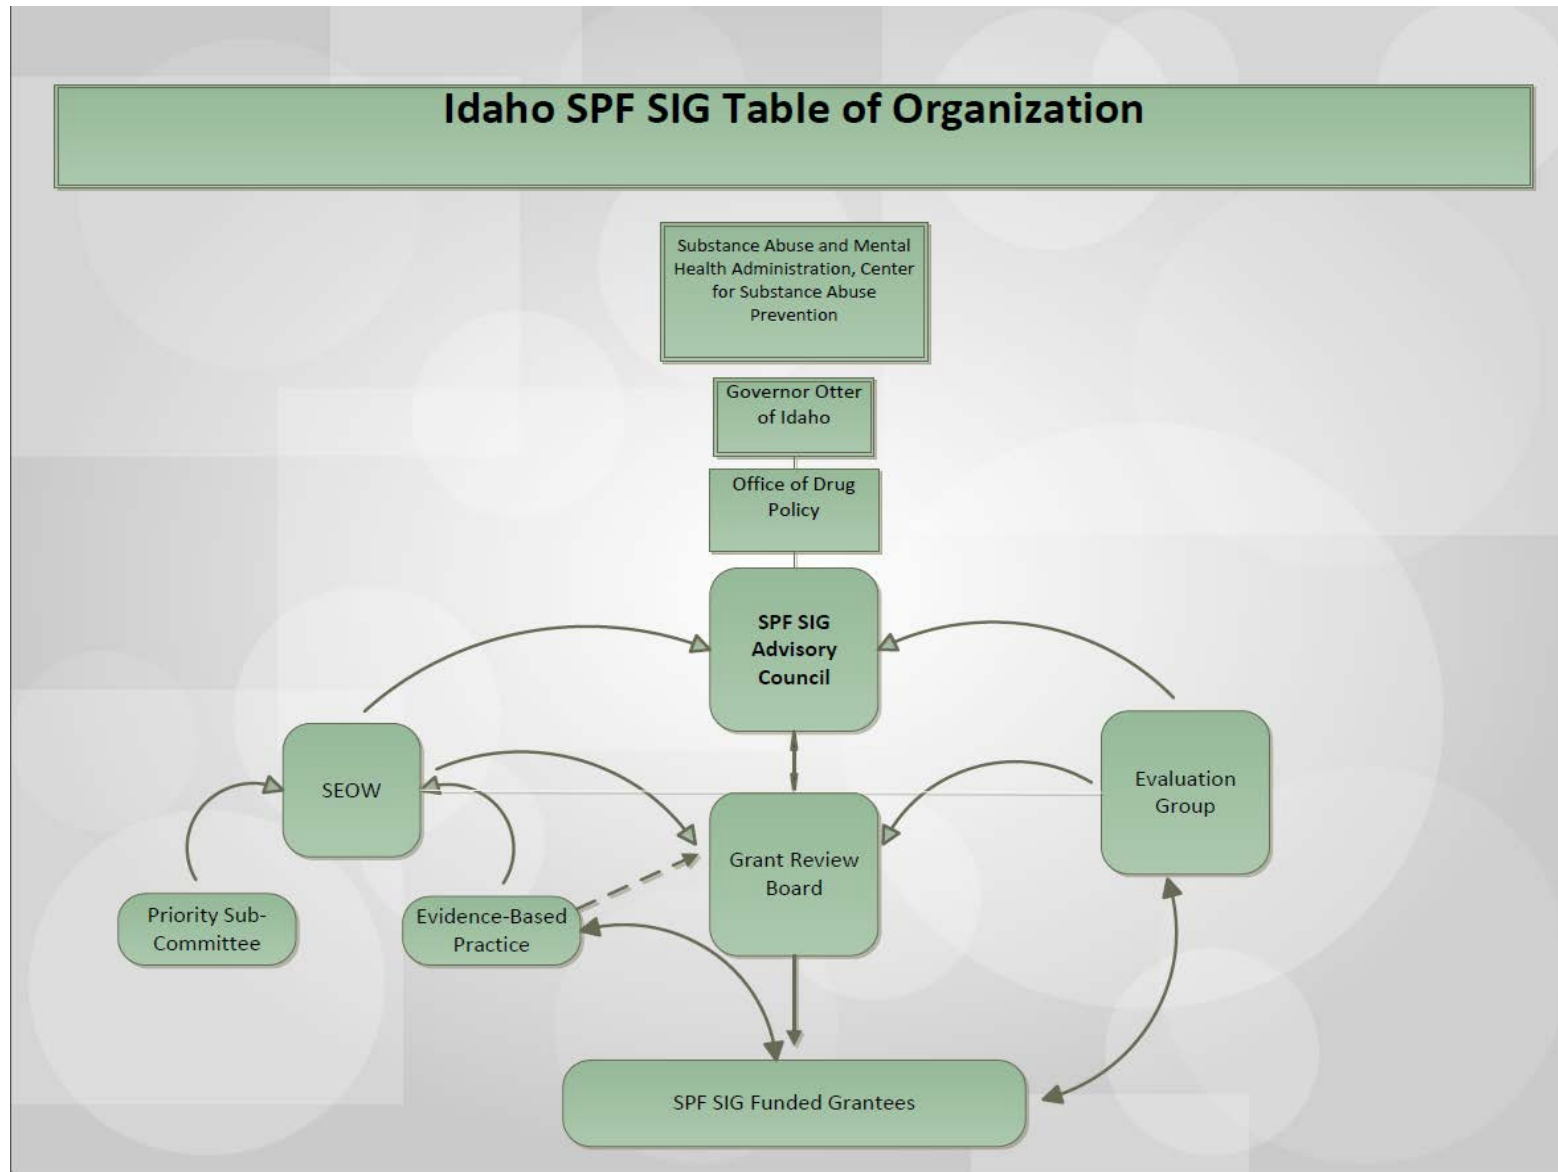 Idaho SPF SIG Table of Organization
Substance Abuse and Mental
Health Administration, Center
for Substance Abuse
Prevention
Governor Otter
of Idaho
Office of Drug
Policy
SPF SIG
Advisory
Council
SEOW
Evaluation
Group
Grant Review
Board
Priority Sub-
Committee
Evidence-Based
Practice
SPF SIG Funded Grantees